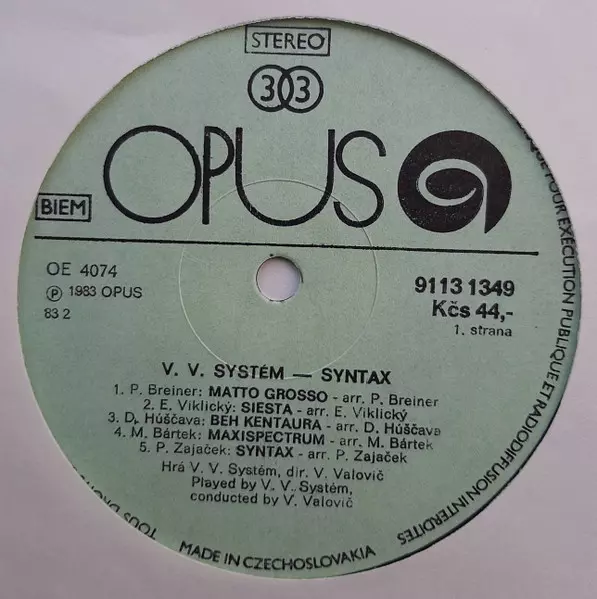 STEREO
33
OPUS
BIEM
OE 4074
9113 1349
Ⓟ 1983 OPUS
Kčs 44,-
83 2
1. strana
V. V. SYSTÉM — SYNTAX
1. P. Breiner: MATTO GROSSO - arr. P. Breiner
2. E. Viklický: SIESTA - arr. E. Viklický
3. D. Húščava: BEH KENTAURA - arr. D. Húščava
4. M. Bártek: MAXISPECTRUM - arr. M. Bártek
5. P. Zajaček: SYNTAX - arr. P. Zajaček
Hrá V. V. Systém, dir. V. Valovič
Played by V. V. Systém,
conducted by V. Valovič
POUR EXÉCUTION PUBLIQUE ET RADIODIFFUSION INTERDITES
MADE IN CZECHOSLOVAKIA
TOUS